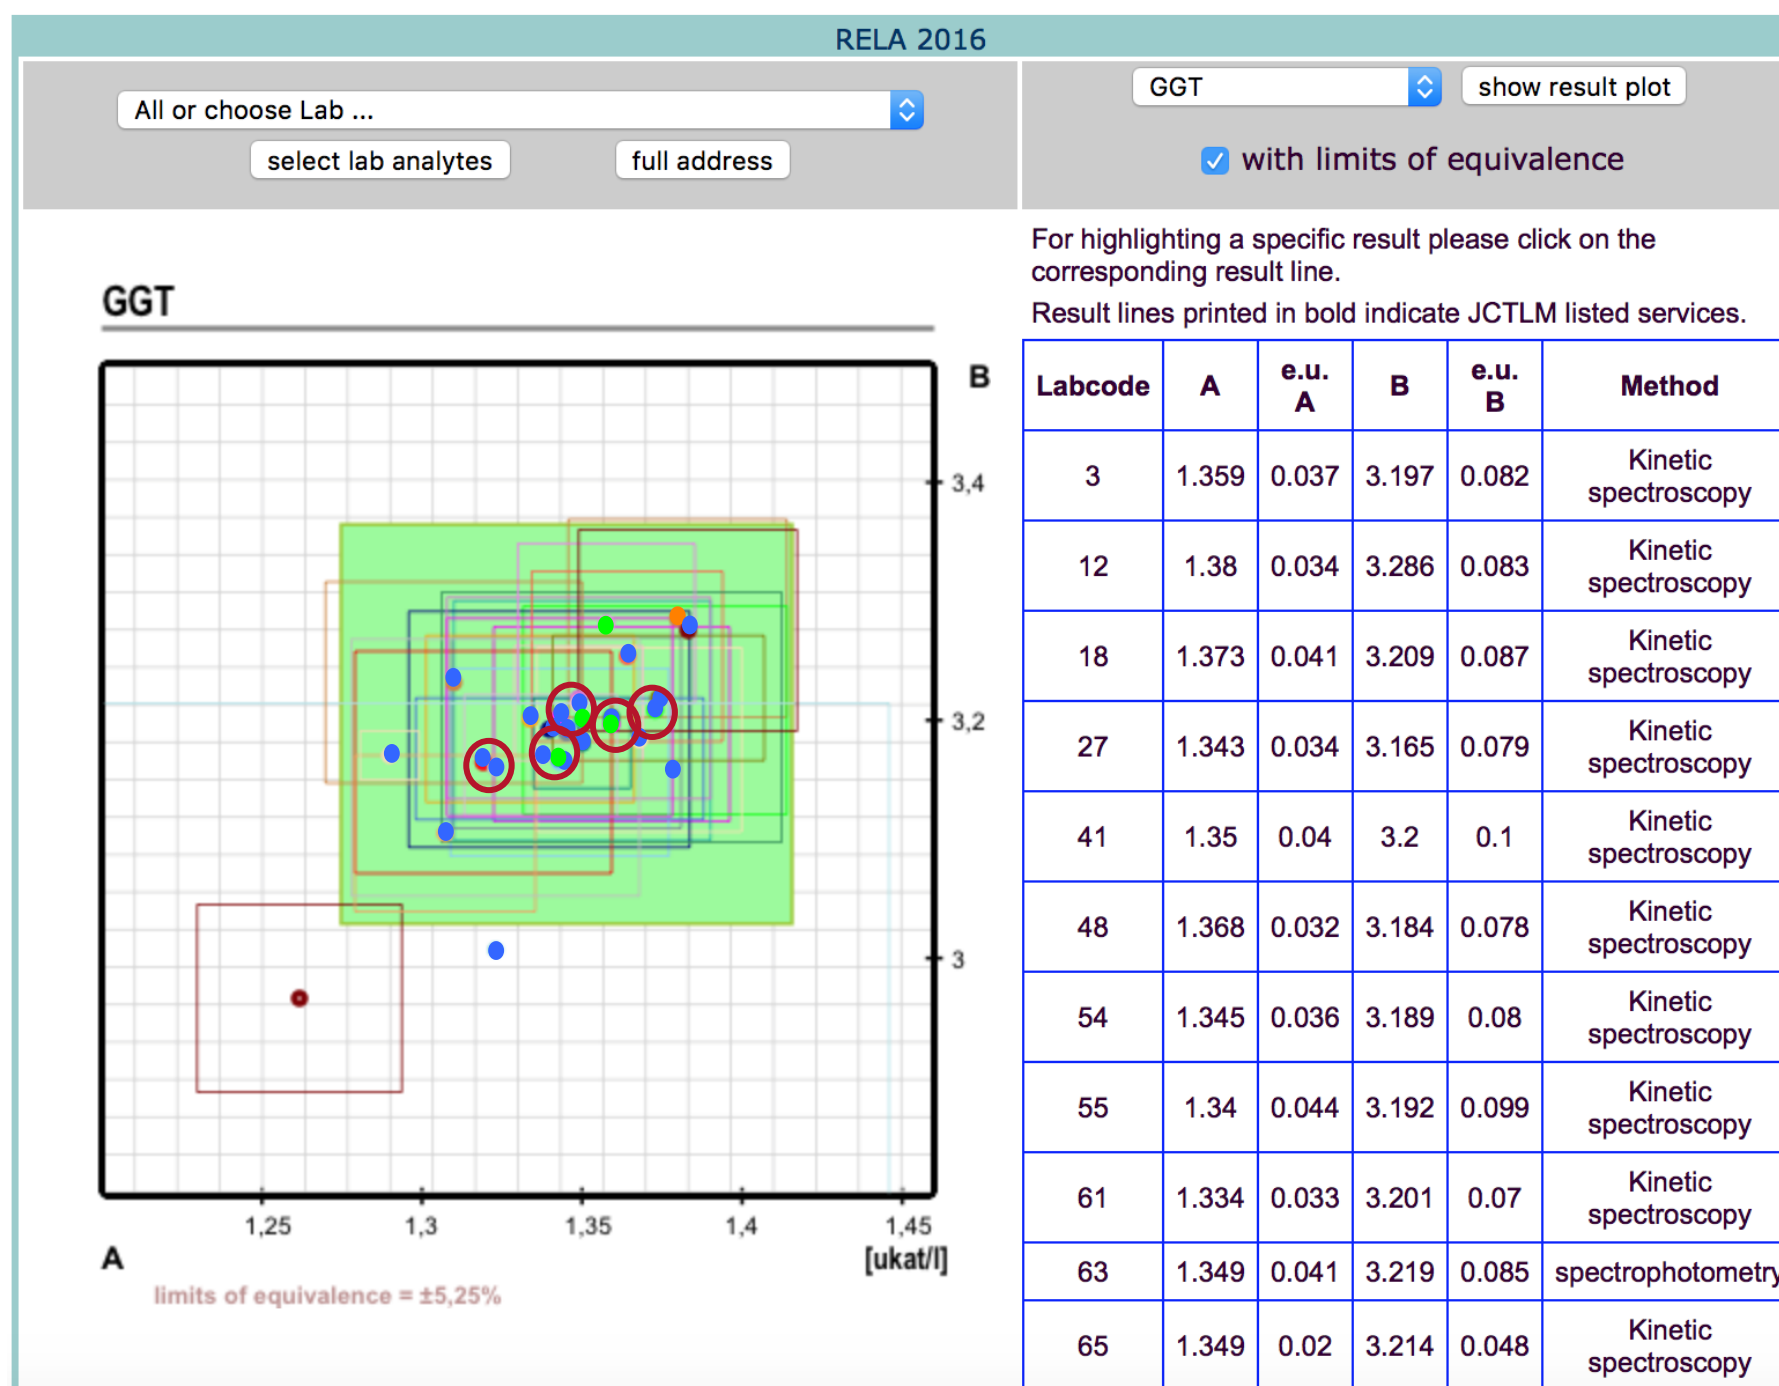 RELA 2016
All or choose Lab ...
select lab analytes
full address
GGT
show result plot
with limits of equivalence
For highlighting a specific result please click on the
corresponding result line.
Result lines printed in bold indicate JCTLM listed services.
GGT
B
3,4
3,2
3
1,25 1,3 1,35 1,4 1,45
A [ukat/l]
limits of equivalence = ±5,25%
Labcode A e.u. A B e.u. B Method
3 1.359 0.037 3.197 0.082 Kinetic spectroscopy
12 1.38 0.034 3.286 0.083 Kinetic spectroscopy
18 1.373 0.041 3.209 0.087 Kinetic spectroscopy
27 1.343 0.034 3.165 0.079 Kinetic spectroscopy
41 1.35 0.04 3.2 0.1 Kinetic spectroscopy
48 1.368 0.032 3.184 0.078 Kinetic spectroscopy
54 1.345 0.036 3.189 0.08 Kinetic spectroscopy
55 1.34 0.044 3.192 0.099 Kinetic spectroscopy
61 1.334 0.033 3.201 0.07 Kinetic spectroscopy
63 1.349 0.041 3.219 0.085 spectrophotometry
65 1.349 0.02 3.214 0.048 Kinetic spectroscopy